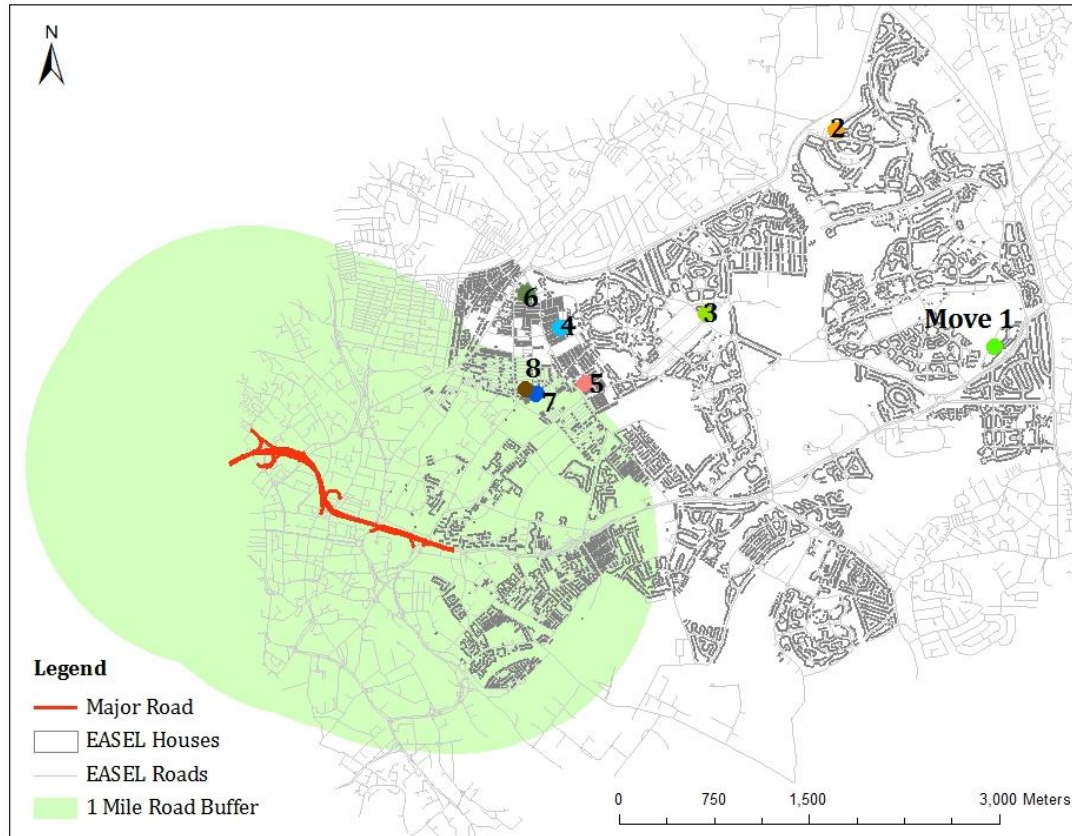 N
2
6
3
Move 1
4
8
5
7
Legend
Major Road
EASEL Houses
EASEL Roads
1 Mile Road Buffer
0 750 1,500 3,000 Meters